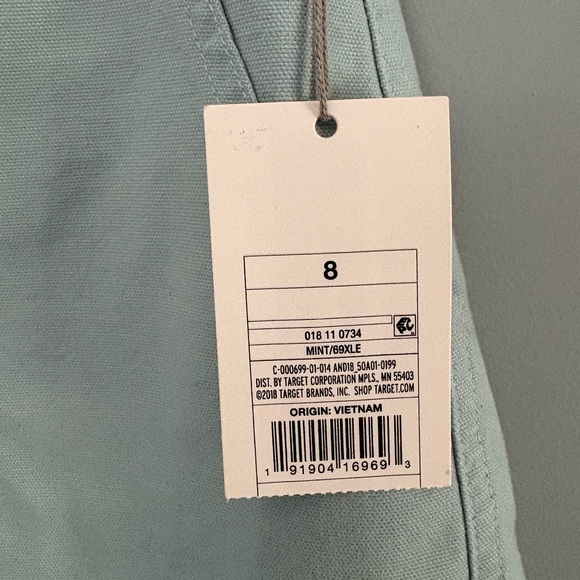 8
018 11 0734
MINT/69XLE
C-000699-01-014 AND18_50A01-0199
DIST. BY TARGET CORPORATION MPLS., MN 55403
©2018 TARGET BRANDS, INC. SHOP TARGET.COM
ORIGIN: VIETNAM
1 91904 16969 3